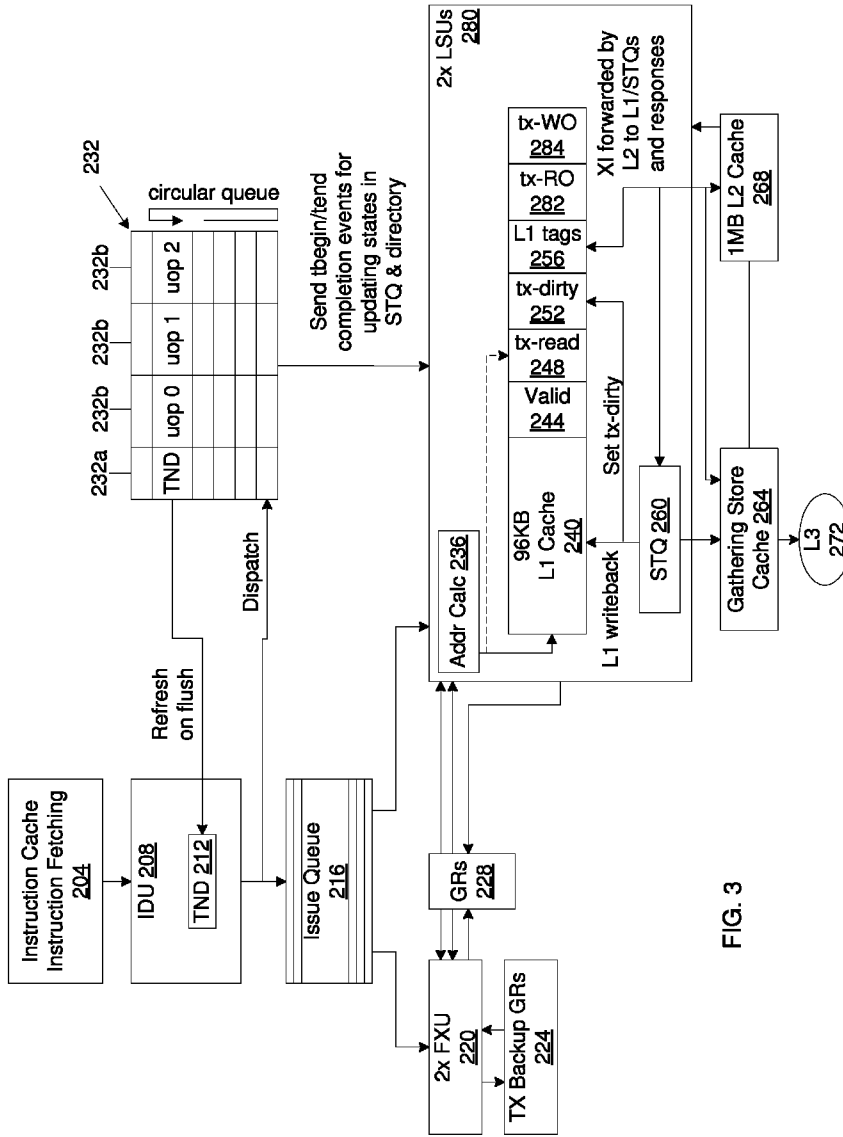 Instruction Cache
Instruction Fetching
204
IDU 208
TND 212
Refresh
on flush
Dispatch
Issue Queue
216
232
232a
232b
232b
232b
TND
uop 0
uop 1
uop 2
circular queue
Send tbegin/tend
completion events for
updating states in
STQ & directory
2x FXU
220
TX Backup GRs
224
GRs
228
2x LSUs
280
Addr Calc 236
96KB
L1 Cache
240
Valid
244
tx-read
248
tx-dirty
252
L1 tags
256
tx-RO
282
tx-WO
284
L1 writeback
Set tx-dirty
XI forwarded by
L2 to L1/STQs
and responses
STQ 260
Gathering Store
Cache 264
1MB L2 Cache
268
L3
272
FIG. 3